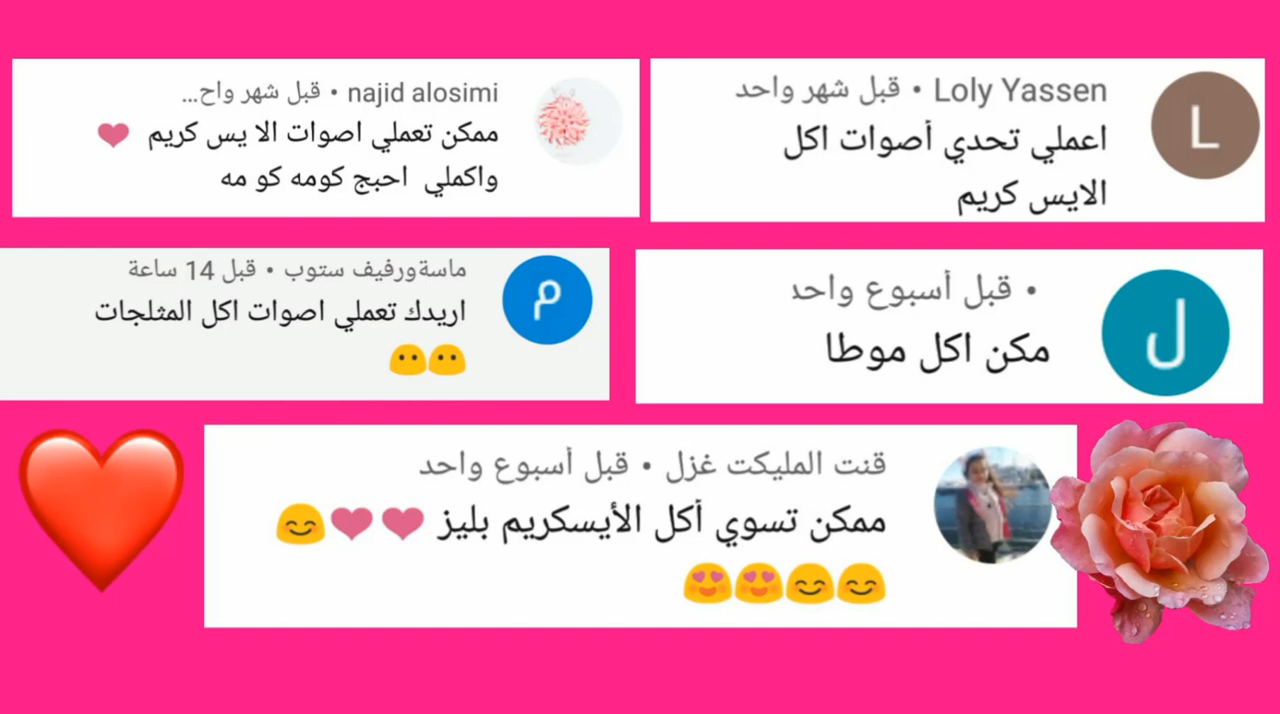 Loly Yassen • قبل شهر واحد
L
اعملي تحدي أصوات اكل
الايس كريم
najid alosimi • قبل شهر واح...
ممكن تعملي اصوات الا يس كريم ❤
واكملي احبج كومه كو مه
• قبل أسبوع واحد
ل
مكن اكل موطا
ماسةورفيف ستوب • قبل 14 ساعة
م
اريدك تعملي اصوات اكل المثلجات
😶😶
قنت المليكت غزل • قبل أسبوع واحد
ممكن تسوي أكل الأيسكريم بليز ❤❤😊
😊😊😍😍